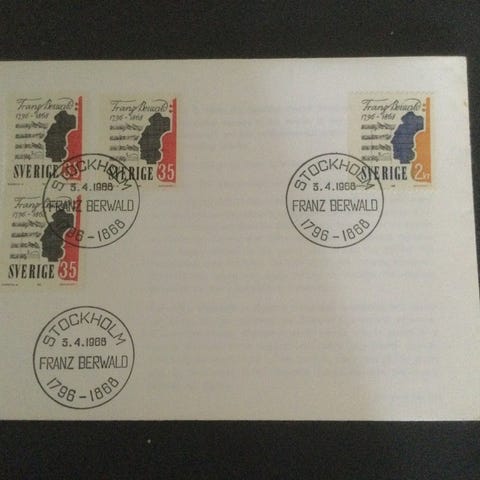 Franz Berwald
1796-1868
SVERIGE 35
Franz Berwald
1796-1868
SVERIGE 35
Franz Berwald
1796-1868
SVERIGE 2 kr
Franz Berwald
1796-1868
SVERIGE 35
STOCKHOLM
3.4.1968
FRANZ BERWALD
1796-1868
STOCKHOLM
3.4.1968
FRANZ BERWALD
1796-1868
STOCKHOLM
3.4.1968
FRANZ BERWALD
1796-1868